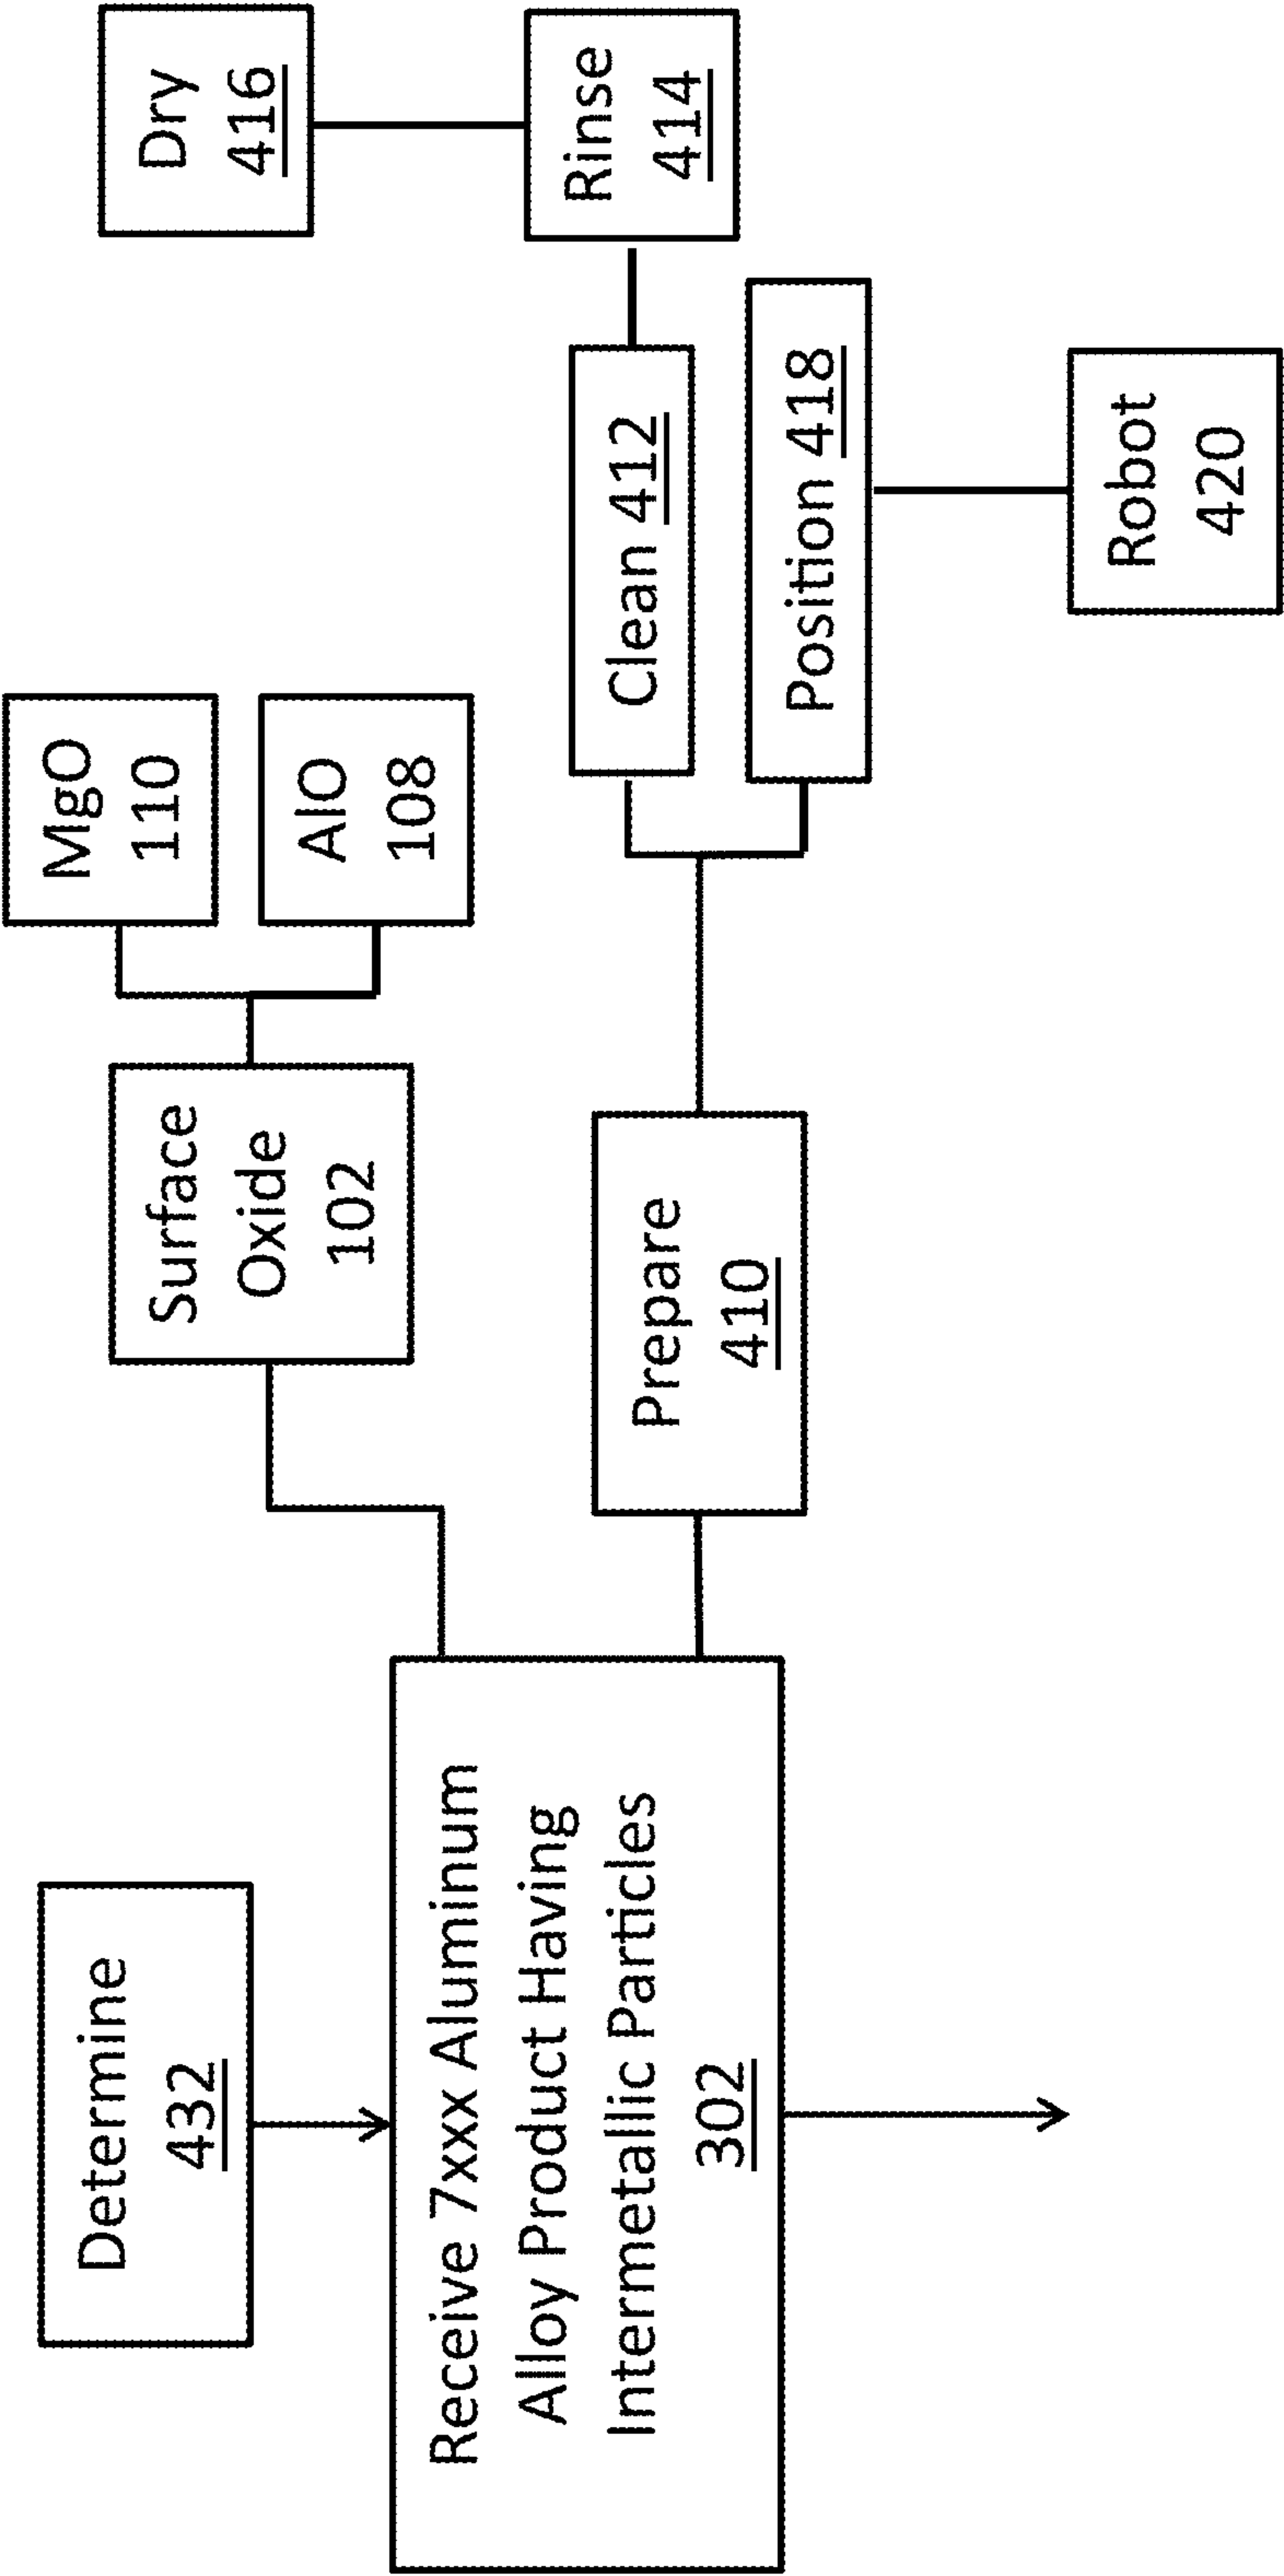 Determine
432
Receive 7xxx Aluminum
Alloy Product Having
Intermetallic Particles
302
Surface
Oxide
102
MgO
110
AlO
108
Prepare
410
Clean 412
Rinse
414
Dry
416
Position 418
Robot
420